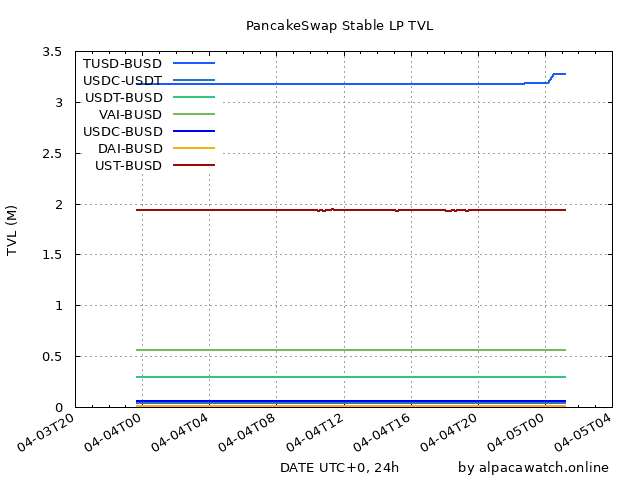 PancakeSwap Stable LP TVL
TVL (M)
3.5
3
2.5
2
1.5
1
0.5
0
TUSD-BUSD
USDC-USDT
USDT-BUSD
VAI-BUSD
USDC-BUSD
DAI-BUSD
UST-BUSD
04-03T20
04-04T00
04-04T04
04-04T08
04-04T12
04-04T16
04-04T20
04-05T00
04-05T04
DATE UTC+0, 24h
by alpacawatch.online